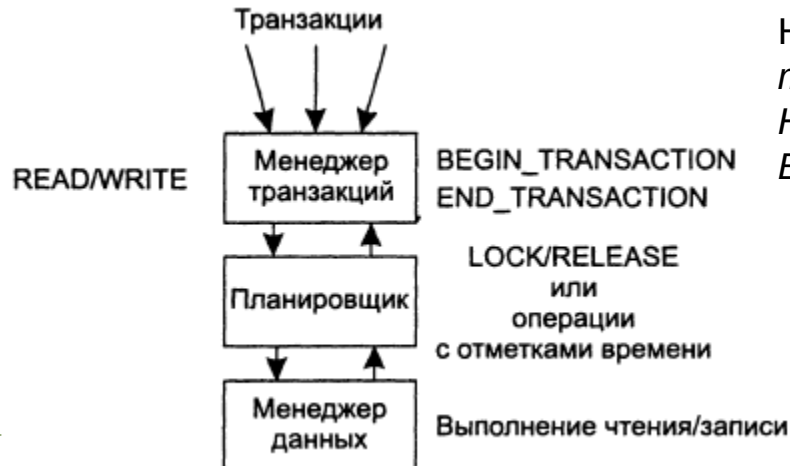 Транзакции
READ/WRITE
Менеджер
транзакций
BEGIN_TRANSACTION
END_TRANSACTION
Планировщик
LOCK/RELEASE
или
операции
с отметками времени
Менеджер
данных
Выполнение чтения/записи